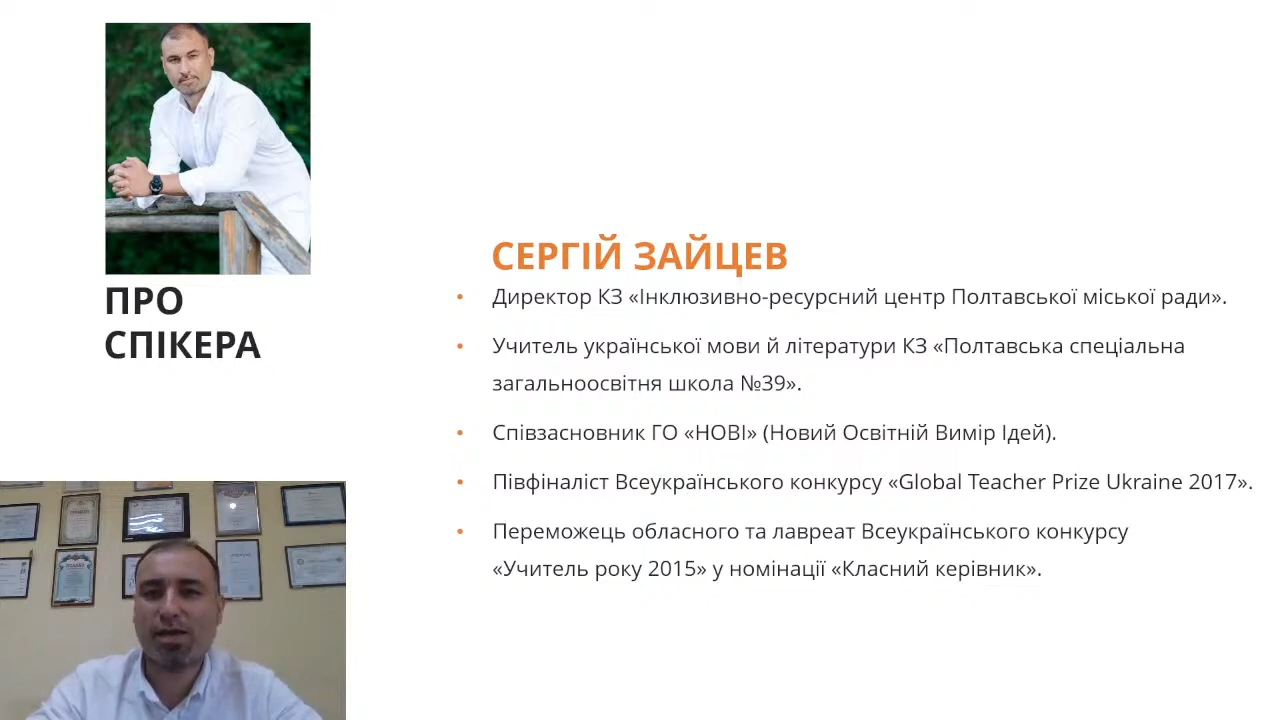 ПРО
СПІКЕРА
СЕРГІЙ ЗАЙЦЕВ
• Директор КЗ «Інклюзивно-ресурсний центр Полтавської міської ради».
• Учитель української мови й літератури КЗ «Полтавська спеціальна
загальноосвітня школа №39».
• Співзасновник ГО «НОВІ» (Новий Освітній Вимір Ідей).
• Півфіналіст Всеукраїнського конкурсу «Global Teacher Prize Ukraine 2017».
• Переможець обласного та лавреат Всеукраїнського конкурсу
«Учитель року 2015» у номінації «Класний керівник».